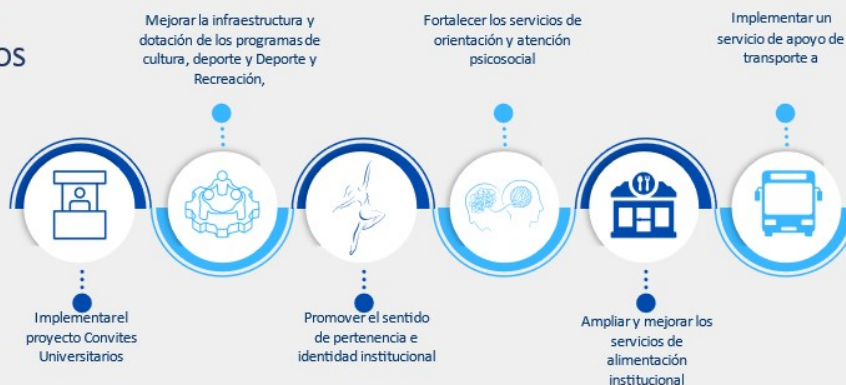 os
Mejorar la infraestructura y
dotación de los programas de
cultura, deporte y Deporte y
Recreación,
Fortalecer los servicios de
orientación y atención
psicosocial
Implementar un
servicio de apoyo de
transporte a
Implementar el
proyecto Convites
Universitarios
Promover el sentido
de pertenencia e
identidad institucional
Ampliar y mejorar los
servicios de
alimentación
institucional